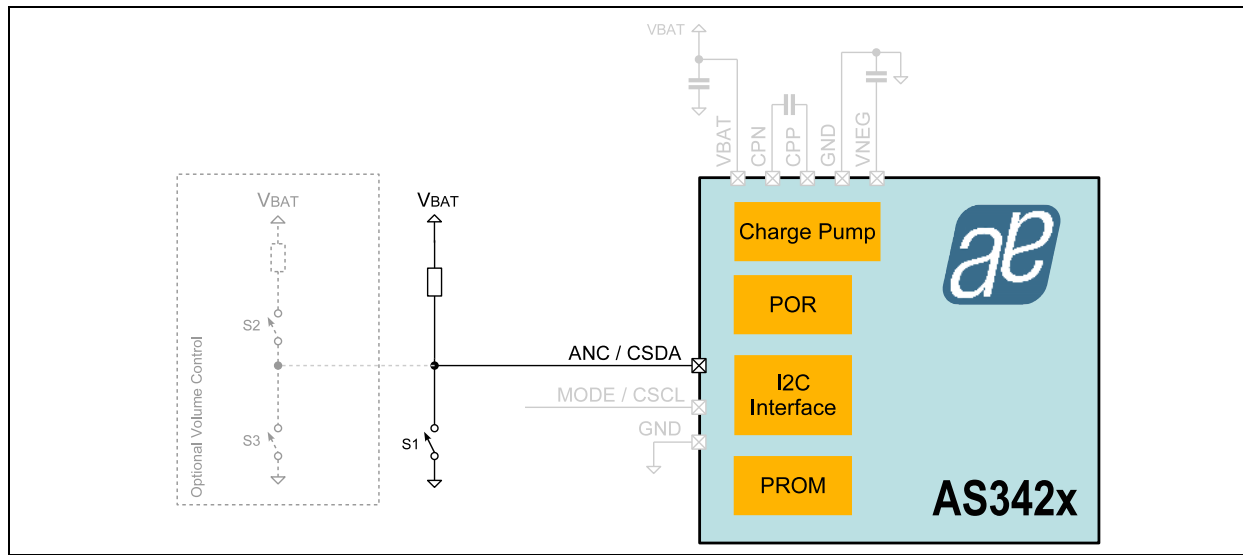 VBAT
VBAT
CPN
CPP
GND
VNEG
VBAT
VBAT
Charge Pump
POR
S2
Optional Volume Control
ANC / CSDA
I2C
Interface
MODE / CSCL
GND
S3
S1
PROM
AS342x